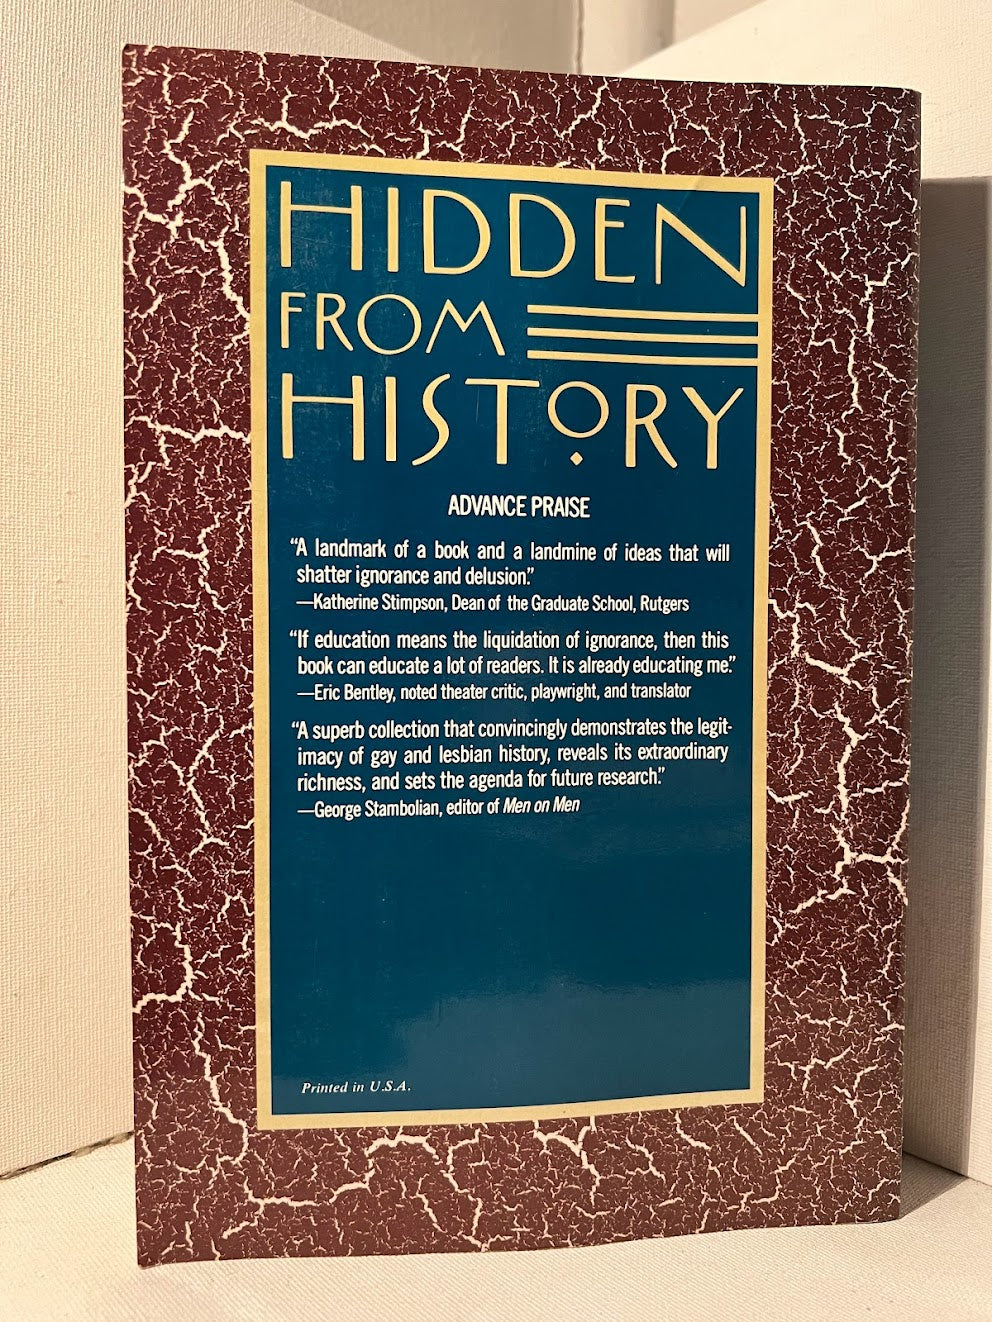 HIDDEN
FROM
HISTORY
ADVANCE PRAISE
“A landmark of a book and a landmine of ideas that will
shatter ignorance and delusion.”
—Katherine Stimpson, Dean of the Graduate School, Rutgers
“If education means the liquidation of ignorance, then this
book can educate a lot of readers. It is already educating me.”
—Eric Bentley, noted theater critic, playwright, and translator
“A superb collection that convincingly demonstrates the legit-
imacy of gay and lesbian history, reveals its extraordinary
richness, and sets the agenda for future research.”
—George Stambolian, editor of Men on Men
Printed in U.S.A.